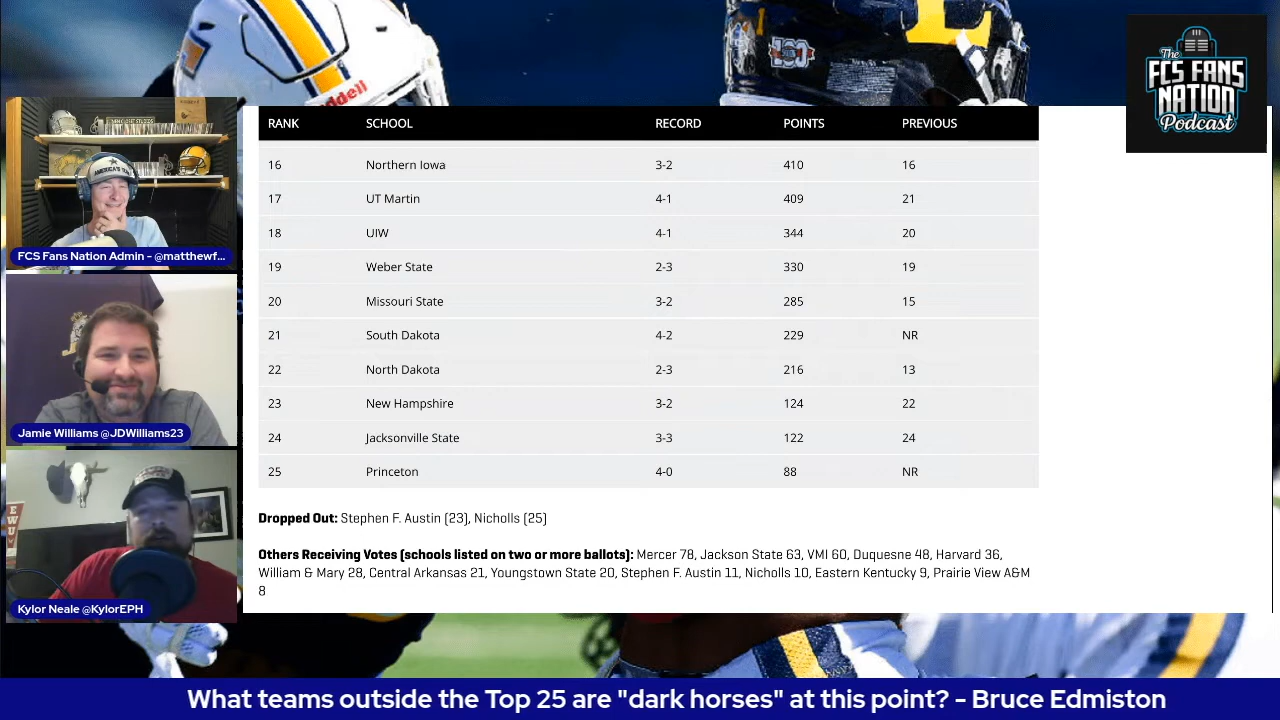 The
FCS FANS
NATION
Podcast
ddell
AMERICA'S
FCS Fans Nation Admin - @matthewf...
Jamie Williams @JDWilliams23
EWU
Kylor Neale @KylorEPH
RANK SCHOOL RECORD POINTS PREVIOUS
16 Northern Iowa 3-2 410 16
17 UT Martin 4-1 409 21
18 UIW 4-1 344 20
19 Weber State 2-3 330 19
20 Missouri State 3-2 285 15
21 South Dakota 4-2 229 NR
22 North Dakota 2-3 216 13
23 New Hampshire 3-2 124 22
24 Jacksonville State 3-3 122 24
25 Princeton 4-0 88 NR
Dropped Out: Stephen F. Austin (23), Nicholls (25)
Others Receiving Votes (schools listed on two or more ballots): Mercer 78, Jackson State 63, VMI 60, Duquesne 48, Harvard 36,
William & Mary 28, Central Arkansas 21, Youngstown State 20, Stephen F. Austin 11, Nicholls 10, Eastern Kentucky 9, Prairie View A&M
8
What teams outside the Top 25 are "dark horses" at this point? - Bruce Edmiston